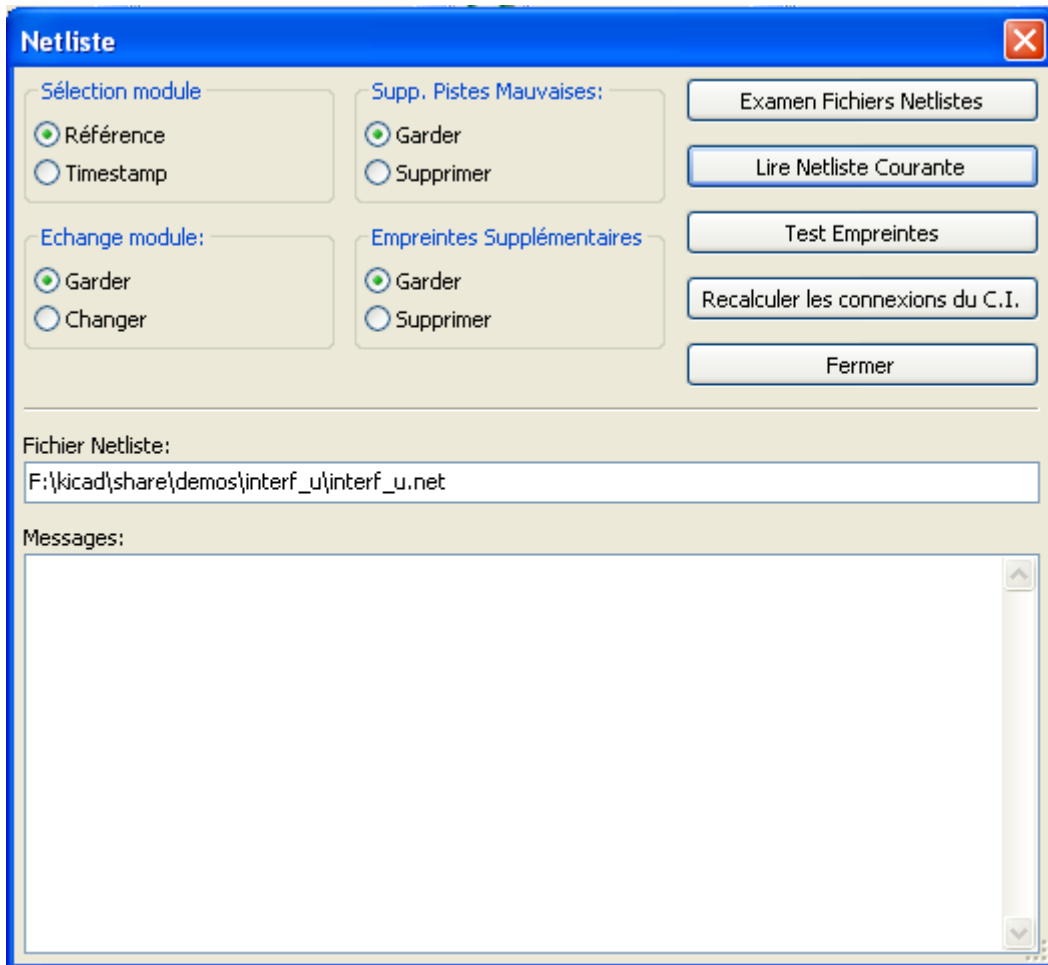 Netliste
Sélection module
Référence
Timestamp
Supp. Pistes Mauvaises:
Garder
Supprimer
Echange module:
Garder
Changer
Empreintes Supplémentaires
Garder
Supprimer
Examen Fichiers Netlistes
Lire Netliste Courante
Test Empreintes
Recalculer les connexions du C.I.
Fermer
Fichier Netliste:
F:\kicad\share\demos\interf_u\interf_u.net
Messages: